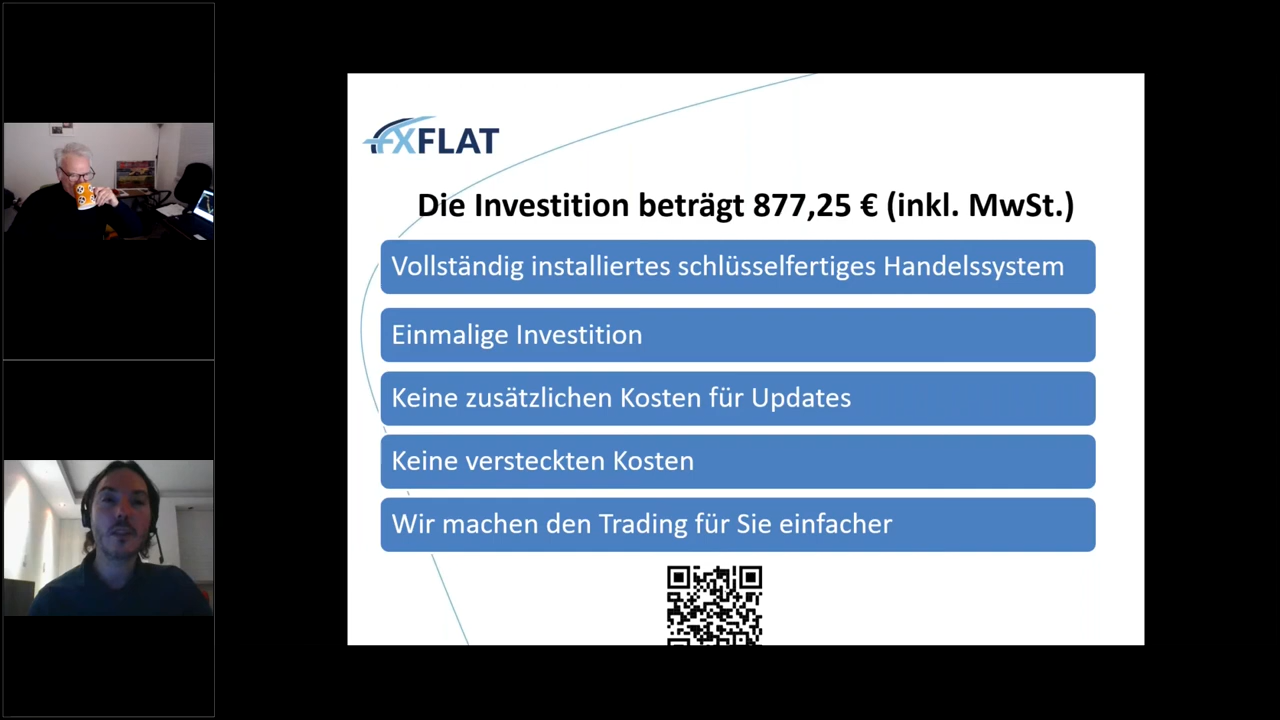 FXFLAT
Die Investition beträgt 877,25 € (inkl. MwSt.)
Vollständig installiertes schlüsselfertiges Handelssystem
Einmalige Investition
Keine zusätzlichen Kosten für Updates
Keine versteckten Kosten
Wir machen den Trading für Sie einfacher